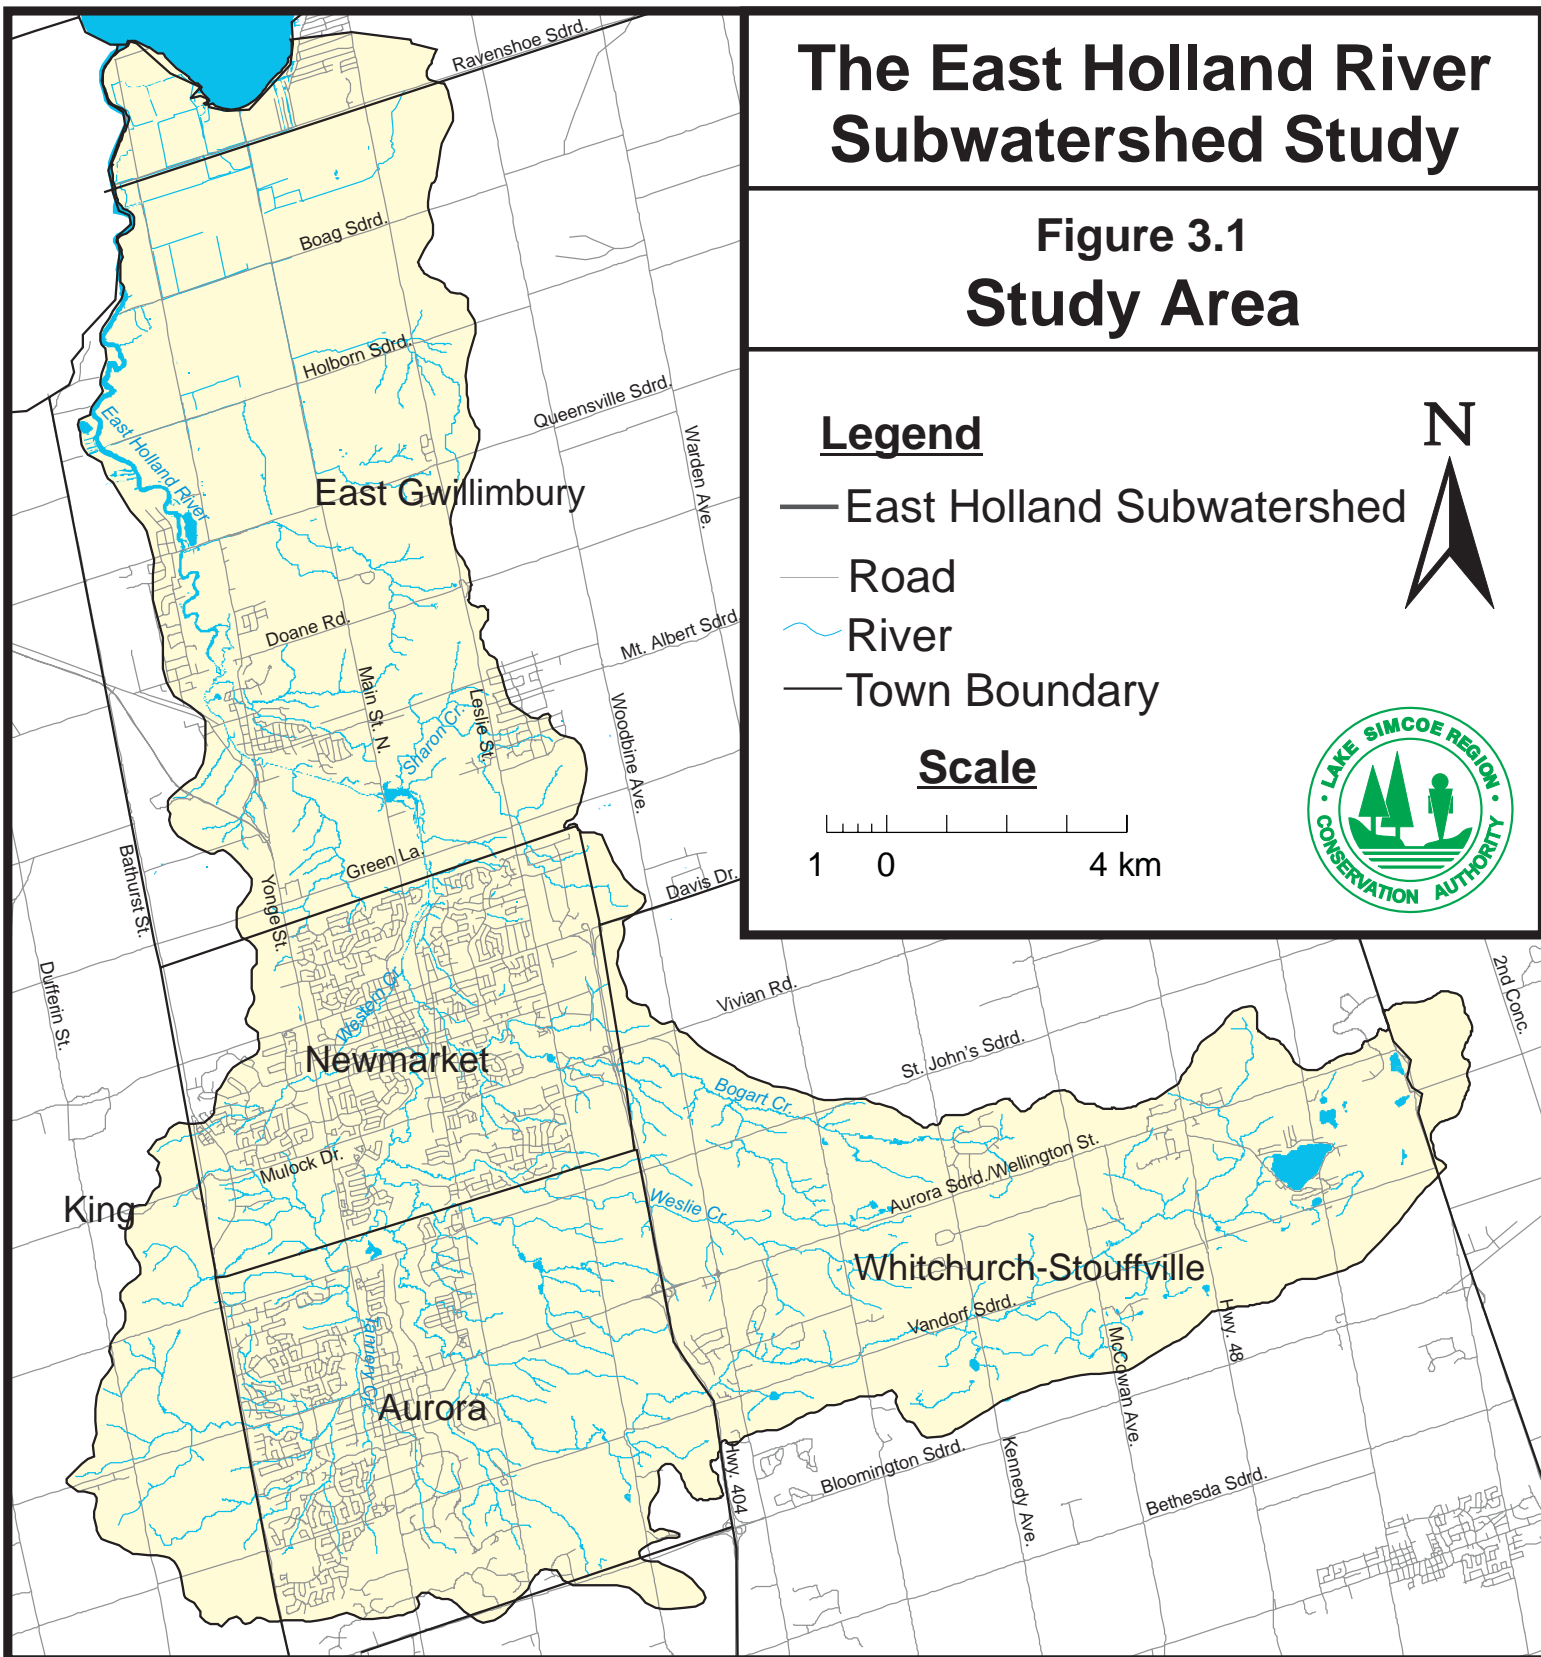 The East Holland River
Subwatershed Study
Figure 3.1
Study Area
Legend
East Holland Subwatershed
Road
River
Town Boundary
N
Scale
1 0 4 km
• LAKE SIMCOE REGION •
CONSERVATION AUTHORITY
Ravenshoe Sdrd.
Boag Sdrd.
Holborn Sdrd.
Queensville Sdrd.
East Holland River
Warden Ave.
East Gwillimbury
Doane Rd.
Mt. Albert Sdrd.
Main St. N.
Leslie St.
Sharon Cr.
Woodbine Ave.
Green La.
Bathurst St.
Yonge St.
Davis Dr.
Dufferin St.
Western Cr.
Vivian Rd.
2nd Conc.
Newmarket
St. John's Sdrd.
Bogart Cr.
Mulock Dr.
Aurora Sdrd./Wellington St.
King
Weslie Cr.
Whitchurch-Stouffville
Vandorf Sdrd.
Tannery Cr.
McCowan Ave.
Hwy. 48
Aurora
Hwy. 404
Bloomington Sdrd.
Kennedy Ave.
Bethesda Sdrd.